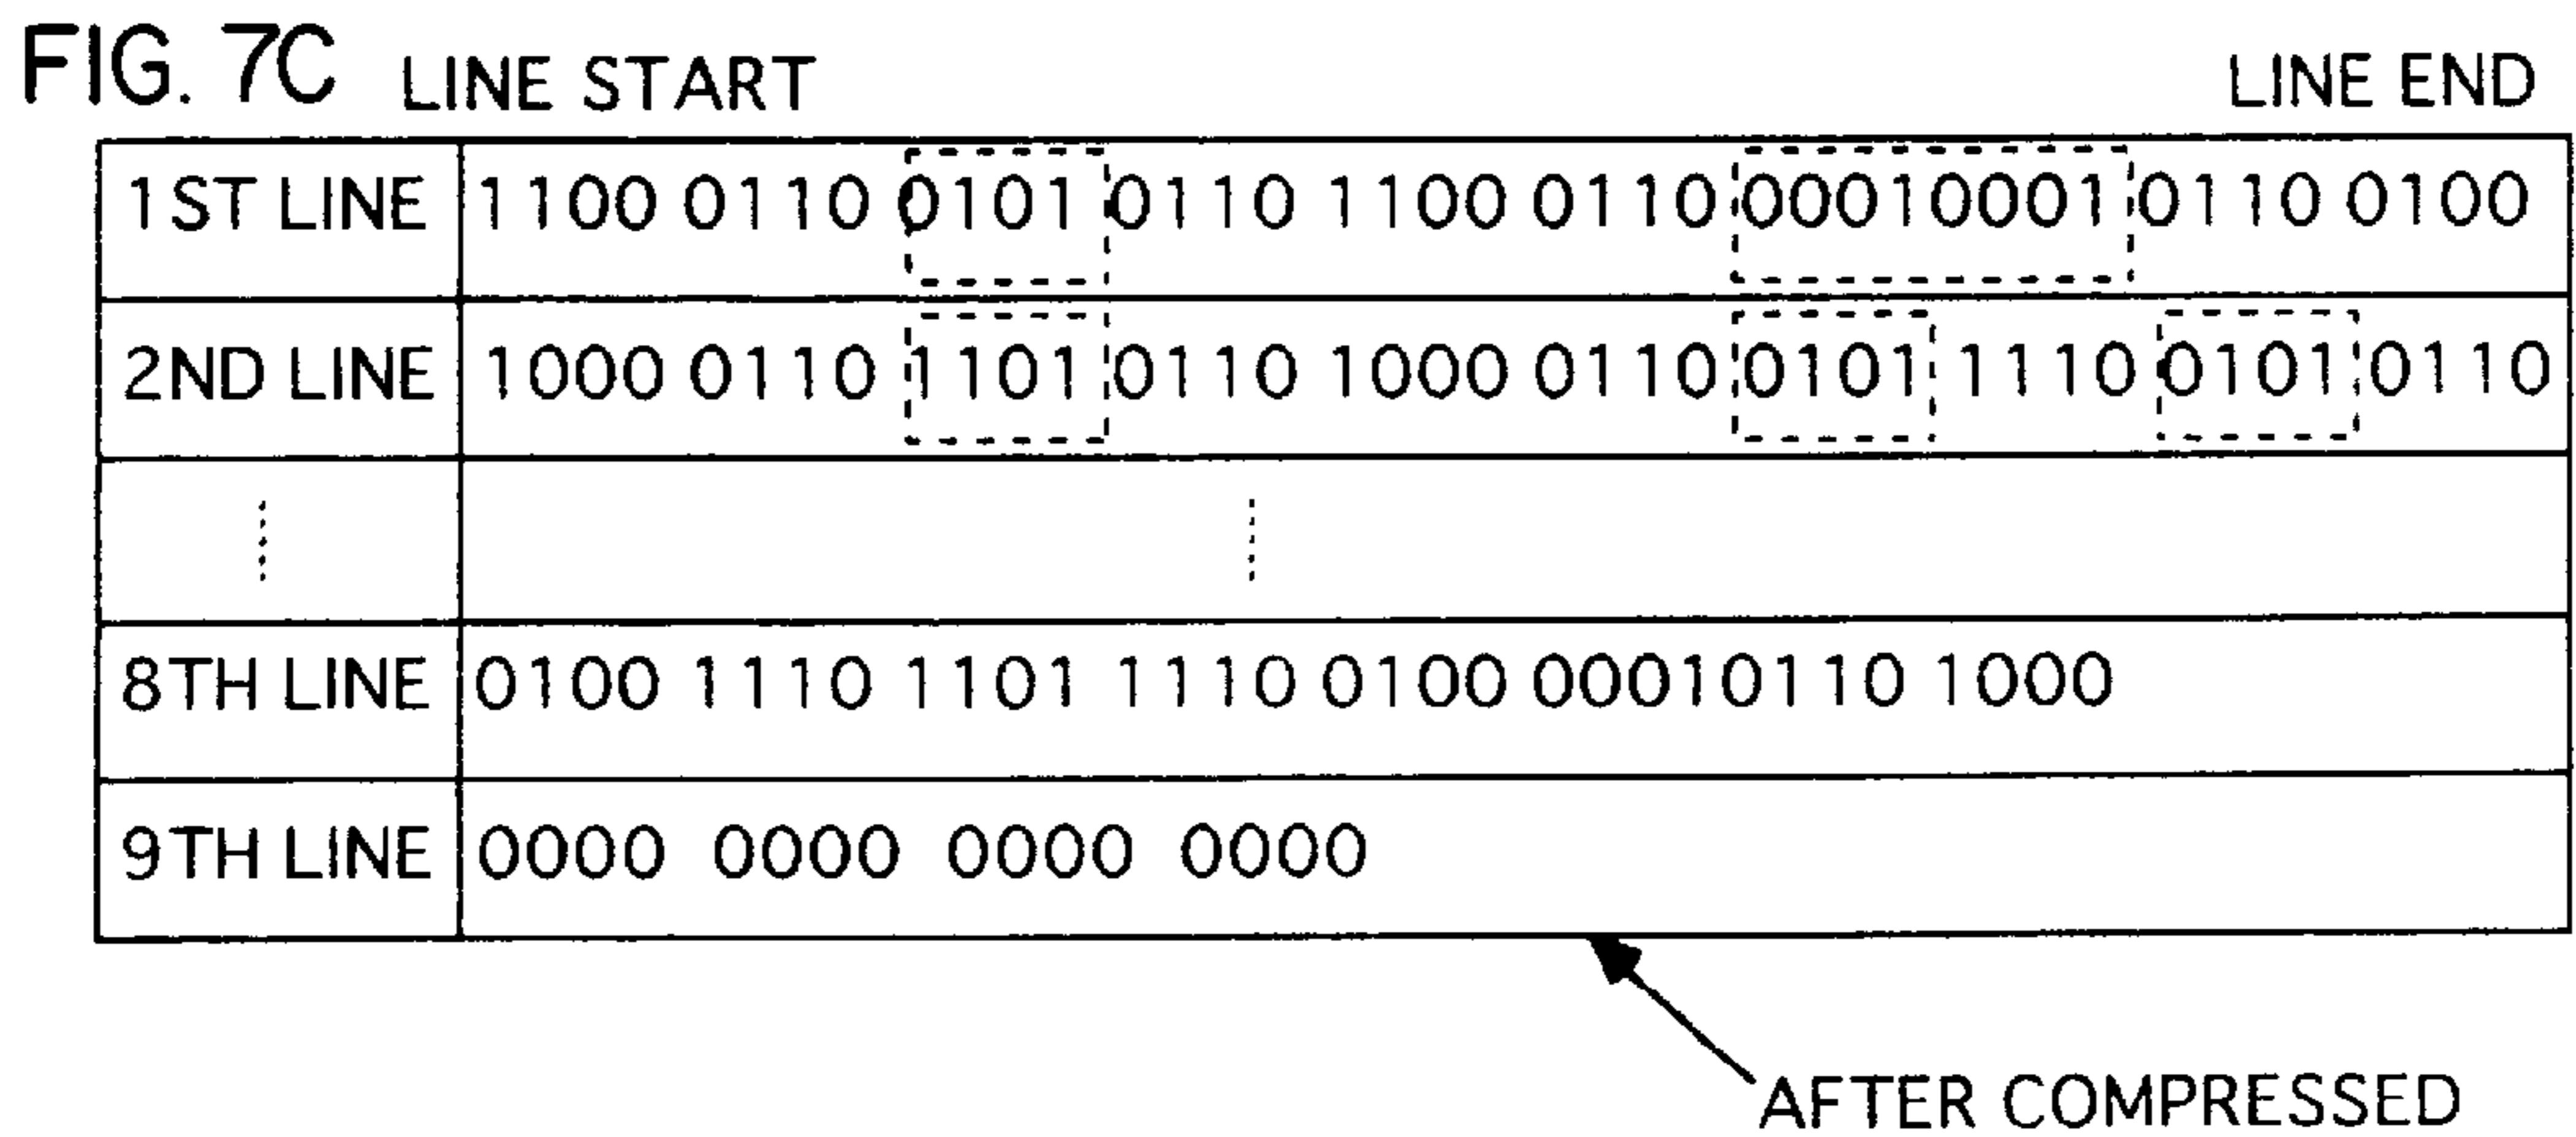 FIG. 7C LINE START LINE END
1ST LINE 1100 0110 0101 0110 1100 0110 00010001 0110 0100
2ND LINE 1000 0110 1101 0110 1000 0110 0101 1110 0101 0110
8TH LINE 0100 1110 1101 1110 0100 00010110 1000
9TH LINE 0000 0000 0000 0000
AFTER COMPRESSED